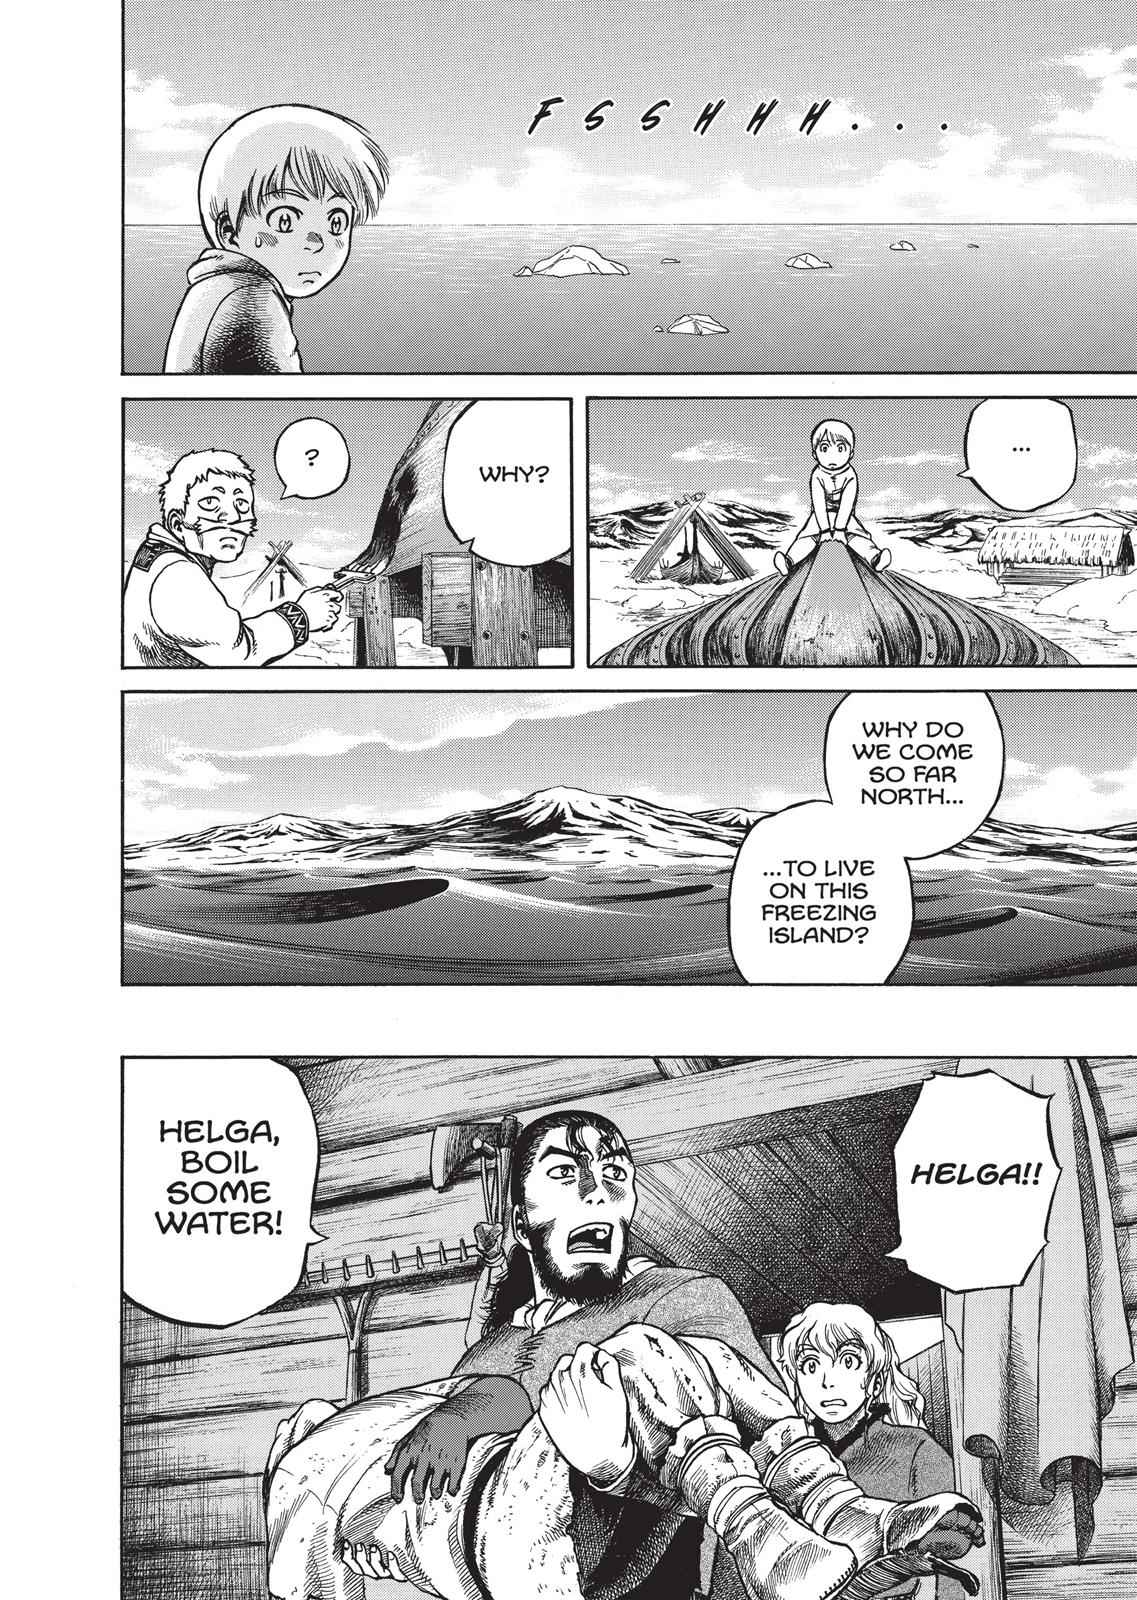 FSSHHH...
...
WHY?
?
WHY DO
WE COME
SO FAR
NORTH...
...TO LIVE
ON THIS
FREEZING
ISLAND?
HELGA!!
HELGA,
BOIL
SOME
WATER!